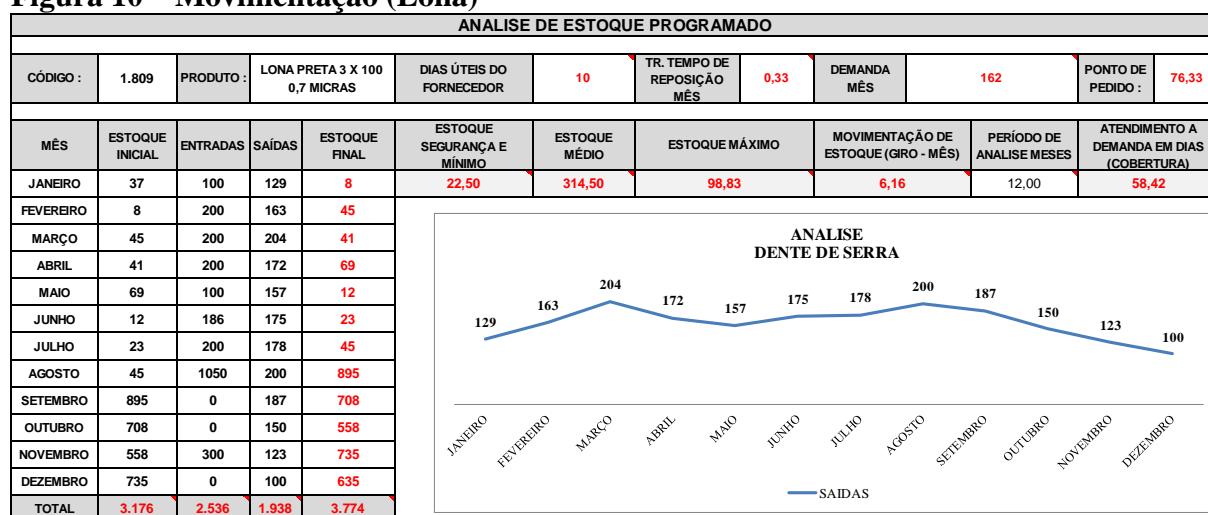 Figura 10 – Movimentação (Lona)
ANALISE DE ESTOQUE PROGRAMADO
CÓDIGO : 1.809 PRODUTO : LONA PRETA 3 X 100 0,7 MICRAS DIAS ÚTEIS DO FORNECEDOR 10 TR. TEMPO DE REPOSIÇÃO MÊS 0,33 DEMANDA MÊS 162 PONTO DE PEDIDO : 76,33
MÊS ESTOQUE INICIAL ENTRADAS SAÍDAS ESTOQUE FINAL ESTOQUE SEGURANÇA E MÍNIMO ESTOQUE MÉDIO ESTOQUE MÁXIMO MOVIMENTAÇÃO DE ESTOQUE (GIRO - MÊS) PERÍODO DE ANALISE MESES ATENDIMENTO A DEMANDA EM DIAS (COBERTURA)
JANEIRO 37 100 129 8 22,50 314,50 98,83 6,16 12,00 58,42
FEVEREIRO 8 200 163 45
MARÇO 45 200 204 41
ABRIL 41 200 172 69
MAIO 69 100 157 12
JUNHO 12 186 175 23
JULHO 23 200 178 45
AGOSTO 45 1050 200 895
SETEMBRO 895 0 187 708
OUTUBRO 708 0 150 558
NOVEMBRO 558 300 123 735
DEZEMBRO 735 0 100 635
TOTAL 3.176 2.536 1.938 3.774
ANALISE
DENTE DE SERRA
129 163 204 172 157 175 178 200 187 150 123 100
JANEIRO FEVEREIRO MARÇO ABRIL MAIO JUNHO JULHO AGOSTO SETEMBRO OUTUBRO NOVEMBRO DEZEMBRO
SAIDAS